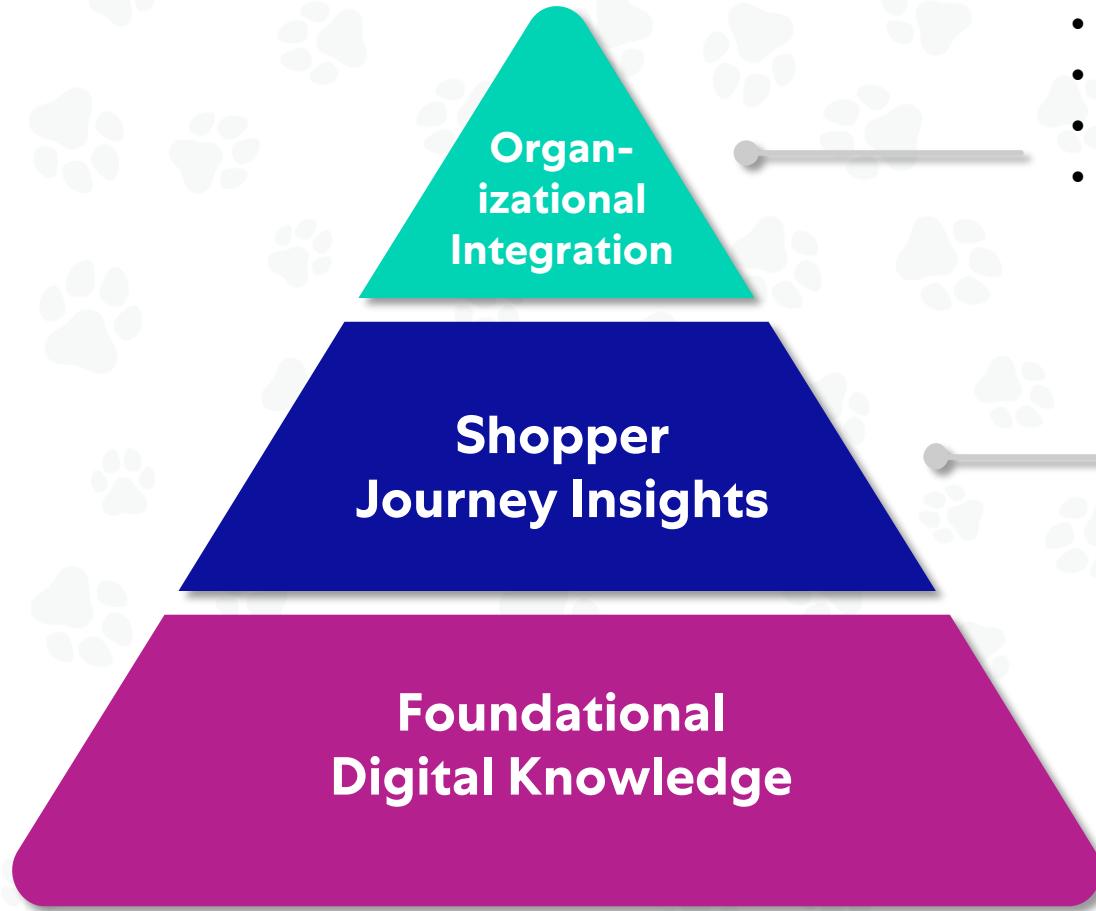 Organ-
izational
Integration
Shopper
Journey Insights
Foundational
Digital Knowledge